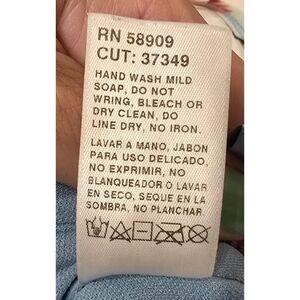 RN 58909
CUT: 37349
HAND WASH MILD
SOAP, DO NOT
WRING, BLEACH OR
DRY CLEAN, DO
LINE DRY, NO IRON.
LAVAR A MANO, JABON
PARA USO DELICADO,
NO EXPRIMIR, NO
BLANQUEADOR O LAVAR
EN SECO, SEQUE EN LA
SOMBRA, NO PLANCHAR.